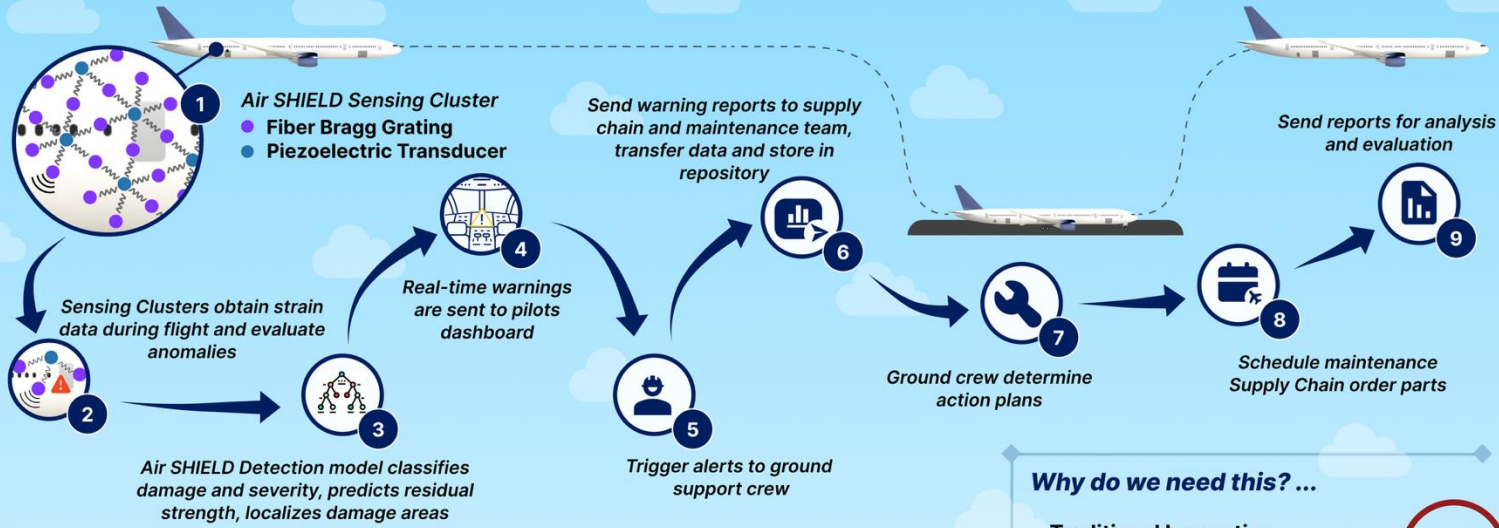 1
Air SHIELD Sensing Cluster
Fiber Bragg Grating
Piezoelectric Transducer
2
Sensing Clusters obtain strain
data during flight and evaluate
anomalies
3
Air SHIELD Detection model classifies
damage and severity, predicts residual
strength, localizes damage areas
4
Real-time warnings
are sent to pilots
dashboard
5
Trigger alerts to ground
support crew
Send warning reports to supply
chain and maintenance team,
transfer data and store in
repository
6
7
Ground crew determine
action plans
8
Schedule maintenance
Supply Chain order parts
Send reports for analysis
and evaluation
9
Why do we need this? ...